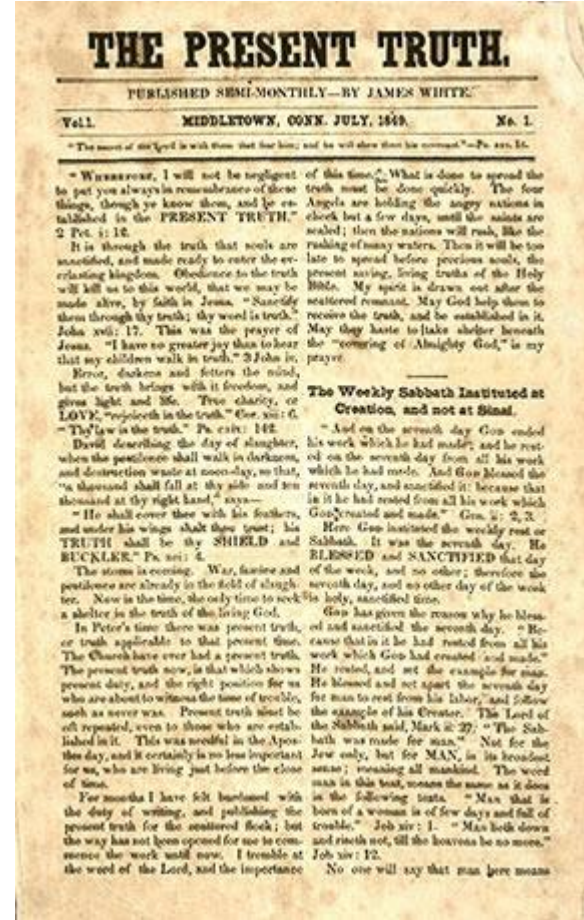 THE PRESENT TRUTH.
PUBLISHED SEMI-MONTHLY—BY JAMES WHITE.
Vol.1. MIDDLETOWN, CONN. JULY, 1849. No. 1.
"The secret of the Lord is with them that fear him; and he will shew them his covenant."—Ps. xxv. 14.
"WHEREFORE, I will not be negligent
to put you always in remembrance of these
things, though ye know them, and be es-
tablished in the PRESENT TRUTH."
2 Pet. i: 12.
It is through the truth that souls are
sanctified, and made ready to enter the ev-
erlasting kingdom. Obedience to the truth
will kill us to this world, that we may be
made alive, by faith in Jesus. "Sanctify
them through thy truth; thy word is truth."
John xvii: 17. This was the prayer of
Jesus. "I have no greater joy than to hear
that my children walk in truth." 3 John iv.
Error, darkens and fetters the mind,
but the truth brings with it freedom, and
gives light and life. True charity, or
LOVE, "rejoiceth in the truth." Cor. xiii: 6.
"Thy law is the truth." Ps. cxix: 142.
David describing the day of slaughter,
when the pestilence shall walk in darkness,
and destruction waste at noon-day, so that,
"a thousand shall fall at thy side and ten
thousand at thy right hand," says—
"He shall cover thee with his feathers,
and under his wings shalt thou trust; his
TRUTH shall be thy SHIELD and
BUCKLER." Ps. xci: 4.
The storm is coming. War, famine and
pestilence are already in the field of slaugh-
ter. Now is the time, the only time to seek
a shelter in the truth of the living God.
In Peter's time there was present truth,
or truth applicable to that present time.
The Church have ever had a present truth.
The present truth now, is that which shows
present duty, and the right position for us
who are about to witness the time of trouble,
such as never was. Present truth must be
oft repeated, even to those who are estab-
lished in it. This was needful in the Apos-
tles day, and it certainly is no less important
for us, who are living just before the close
of time.
For months I have felt burdened with
the duty of writing, and publishing the
present truth for the scattered flock; but
the way has not been opened for me to com-
mence the work until now. I tremble at
the word of the Lord, and the importance
of this time. What is done to spread the
truth must be done quickly. The four
Angels are holding the angry nations in
check but a few days, until the saints are
sealed; then the nations will rush, like the
rushing of many waters. Then it will be too
late to spread before precious souls, the
present saving, living truths of the Holy
Bible. My spirit is drawn out after the
scattered remnant. May God help them to
receive the truth, and be established in it.
May they haste to take shelter beneath
the "covering of Almighty God," is my
prayer.
The Weekly Sabbath Instituted at
Creation, and not at Sinai.
"And on the seventh day GOD ended
his work which he had made; and he rest-
ed on the seventh day from all his work
which he had made. And GOD blessed the
seventh day, and sanctified it: because that
in it he had rested from all his work which
GOD created and made." Gen. ii: 2, 3.
Here GOD instituted the weekly rest or
Sabbath. It was the seventh day. He
BLESSED and SANCTIFIED that day
of the week, and no other; therefore the
seventh day, and no other day of the week
is holy, sanctified time.
GOD has given the reason why he bless-
ed and sanctified the seventh day. "Be-
cause that in it he had rested from all his
work which GOD had created and made."
He rested, and set the example for man.
He blessed and set apart the seventh day
for man to rest from his labor, and follow
the example of his Creator. The Lord of
the Sabbath said, Mark ii: 27; "The Sab-
bath was made for man." Not for the
Jew only, but for MAN, in its broadest
sense; meaning all mankind. The word
man in this text, means the same as it does
in the following texts. "Man that is
born of a woman is of few days and full of
trouble." Job xiv: 1. "Man lieth down
and riseth not, till the heavens be no more."
Job xiv: 12.
No one will say that man here means